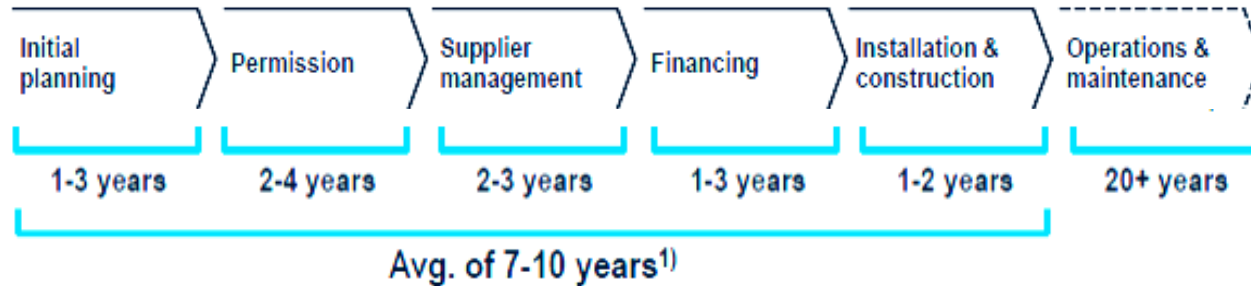 Initial
planning
Permission
Supplier
management
Financing
Installation &
construction
Operations &
maintenance
1-3 years
2-4 years
2-3 years
1-3 years
1-2 years
20+ years
Avg. of 7-10 years¹⁾